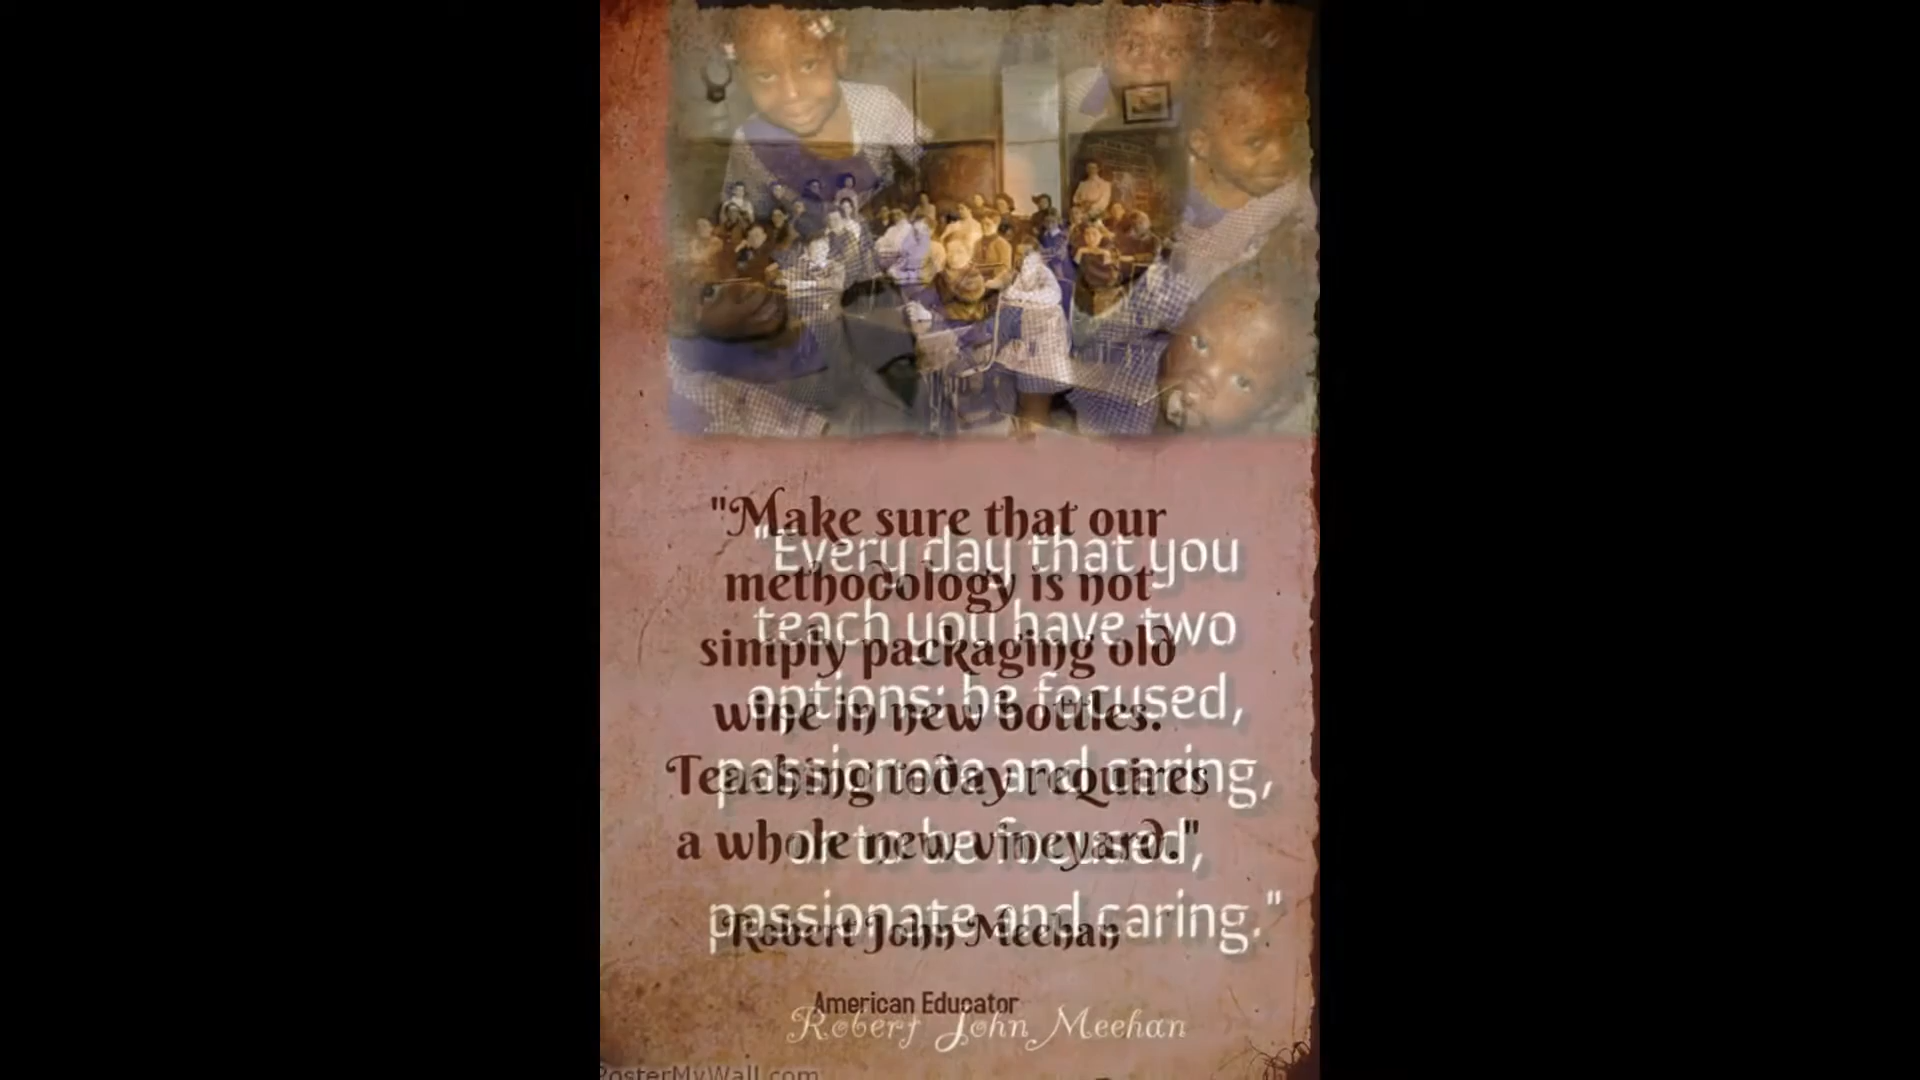 "Make sure that our
methodology is not
simply packaging old
wine in new bottles.
Teaching today requires
a whole new vineyard."
Robert John Meehan
American Educator
"Every day that you
teach you have two
options: be focused,
passionate and caring,
or to be focused,
passionate and caring."
Robert John Meehan
PosterMyWall.com